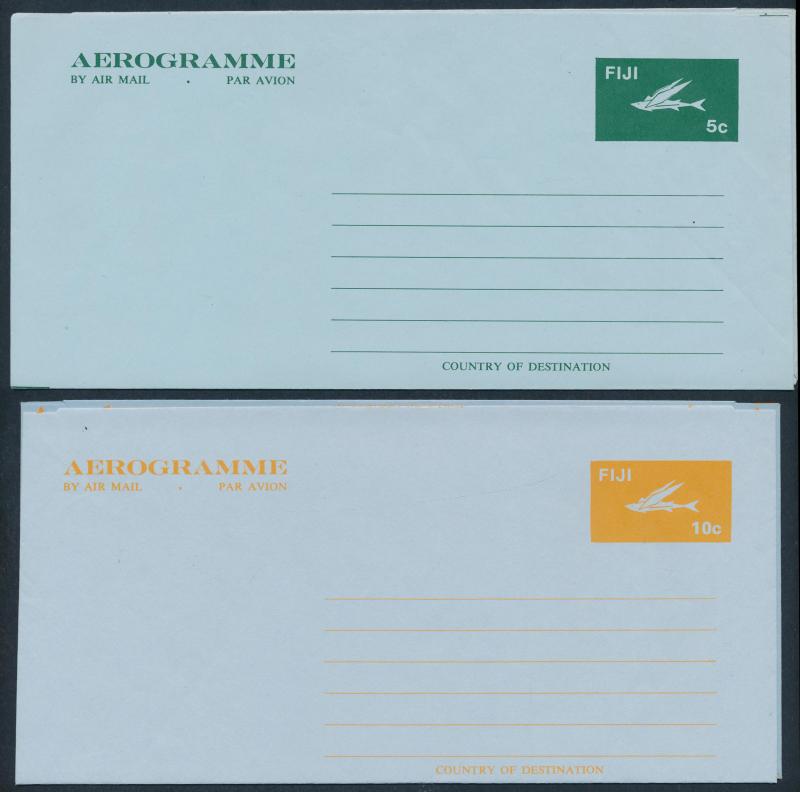 AEROGRAMME
BY AIR MAIL . PAR AVION
FIJI
5c
COUNTRY OF DESTINATION
AEROGRAMME
BY AIR MAIL . PAR AVION
FIJI
10c
COUNTRY OF DESTINATION